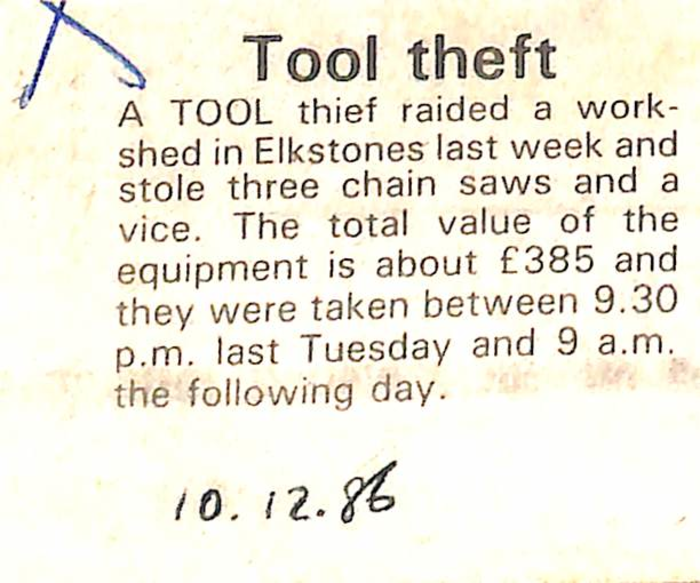 Tool theft
A TOOL thief raided a work-
shed in Elkstones last week and
stole three chain saws and a
vice. The total value of the
equipment is about £385 and
they were taken between 9.30
p.m. last Tuesday and 9 a.m.
the following day.
10.12.86